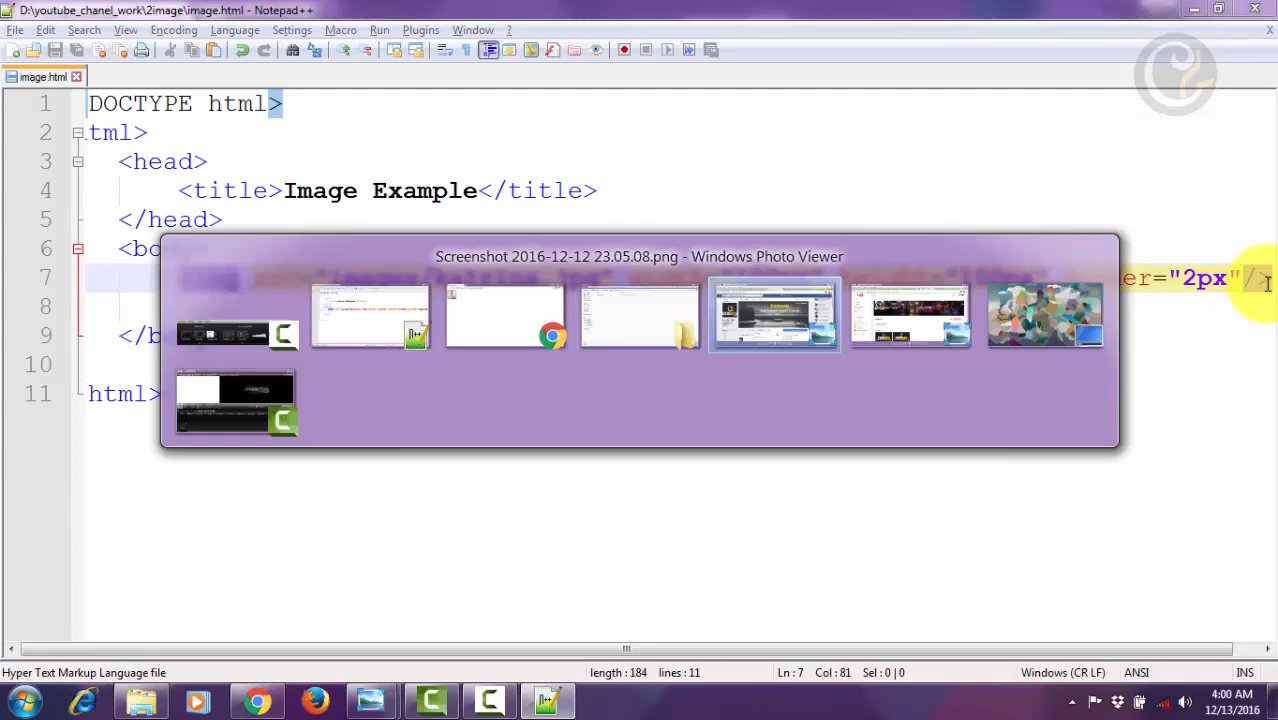 D:\youtube_chanel_work\2image\image.html - Notepad++
File Edit Search View Encoding Language Settings Macro Run Plugins Window ?
X
image.html
1 DOCTYPE html>
2 tml>
3 <head>
4 <title>Image Example</title>
5 </head>
6 <bo
Screenshot 2016-12-12 23.05.08.png - Windows Photo Viewer
7 er="2px"/>
8
9 </b
10
11 html>
Hyper Text Markup Language file length:184 lines:11 Ln:7 Col:81 Sel:0|0 Windows (CR LF) ANSI INS
4:00 AM
12/13/2016